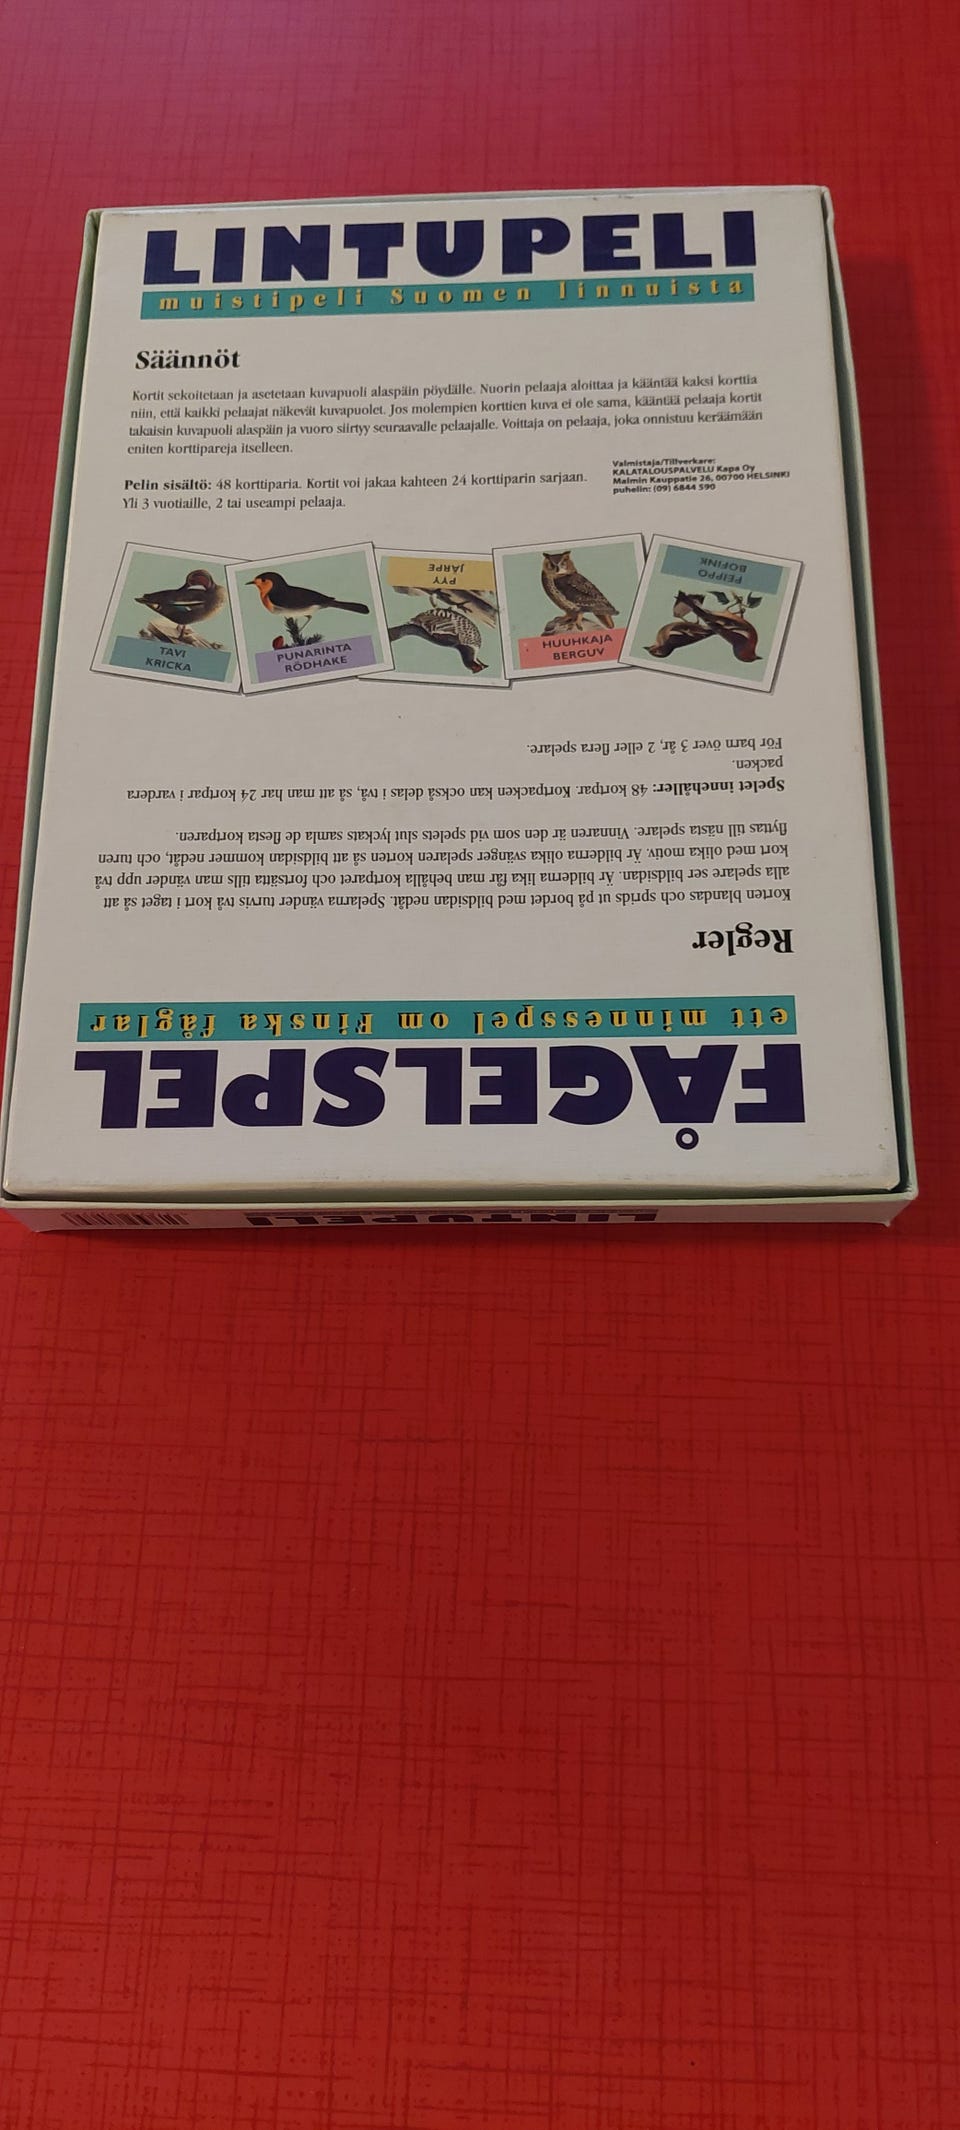 LINTUPELI
muistipeli Suomen linnuista
Säännöt
Kortit sekoitetaan ja asetetaan kuvapuoli alaspäin pöydälle. Nuorin pelaaja aloittaa ja kääntää kaksi korttia
niin, että kaikki pelaajat näkevät kuvapuolet. Jos molempien korttien kuva ei ole sama, kääntää pelaaja kortit
takaisin kuvapuoli alaspäin ja vuoro siirtyy seuraavalle pelaajalle. Voittaja on pelaaja, joka onnistuu keräämään
eniten korttipareja itselleen.
Pelin sisältö: 48 korttiparia. Kortit voi jakaa kahteen 24 korttiparin sarjaan.
Yli 3 vuotiaille, 2 tai useampi pelaaja.
Valmistaja/Tillverkare:
KALATALOUSPALVELU Kapa Oy
Malmin Kauppatie 26, 00700 HELSINKI
puhelin: (09) 6844 590
TAVI
KRICKA
PUNARINTA
RÖDHAKE
PYY
JÄRPE
HUUHKAJA
BERGUV
PEIPPO
BOFINK
FÅGELSPEL
ett minnesspel om Finska fåglar
Regler
Korten blandas och sprids ut på bordet med bildsidan nedåt. Spelarna vänder turvis två kort i taget så att
alla spelare ser bildsidan. Är bilderna lika får man behålla kortparet och fortsätta tills man vänder upp två
kort med olika motiv. Är bilderna olika svänger spelaren korten så att bildsidan kommer nedåt, och turen
flyttas till nästa spelare. Vinnaren är den som vid spelets slut lyckats samla de flesta kortparen.
Spelet innehåller: 48 kortpar. Kortpacken kan också delas i två, så att man har 24 kortpar i vardera
packen.
För barn över 3 år, 2 eller flera spelare.
LINTUPELI